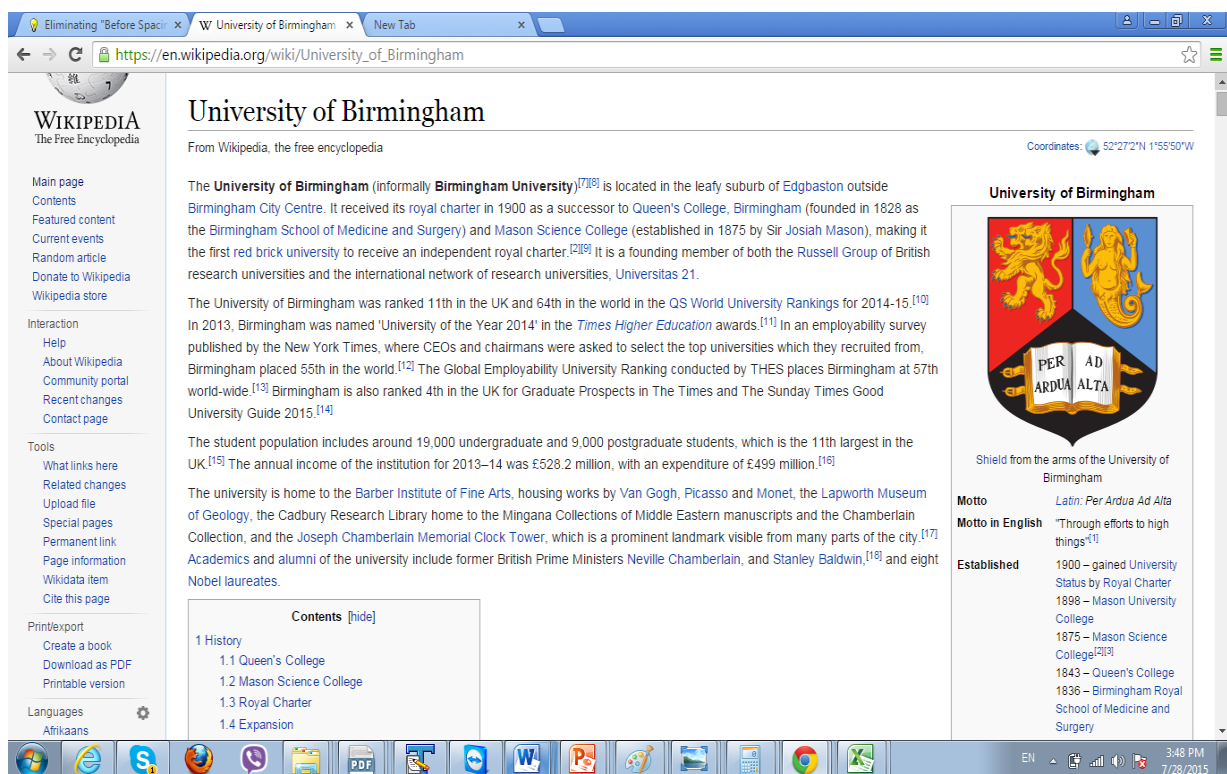 Eliminating "Before Spacin
University of Birmingham
New Tab
https://en.wikipedia.org/wiki/University_of_Birmingham
維
7
WIKIPEDIA
The Free Encyclopedia
Main page
Contents
Featured content
Current events
Random article
Donate to Wikipedia
Wikipedia store
Interaction
Help
About Wikipedia
Community portal
Recent changes
Contact page
Tools
What links here
Related changes
Upload file
Special pages
Permanent link
Page information
Wikidata item
Cite this page
Print/export
Create a book
Download as PDF
Printable version
Languages
Afrikaans
University of Birmingham
From Wikipedia, the free encyclopedia
Coordinates: 52°27′2″N 1°55′50″W
The University of Birmingham (informally Birmingham University)[7][8] is located in the leafy suburb of Edgbaston outside
Birmingham City Centre. It received its royal charter in 1900 as a successor to Queen's College, Birmingham (founded in 1828 as
the Birmingham School of Medicine and Surgery) and Mason Science College (established in 1875 by Sir Josiah Mason), making it
the first red brick university to receive an independent royal charter.[2][9] It is a founding member of both the Russell Group of British
research universities and the international network of research universities, Universitas 21.
The University of Birmingham was ranked 11th in the UK and 64th in the world in the QS World University Rankings for 2014-15.[10]
In 2013, Birmingham was named 'University of the Year 2014' in the Times Higher Education awards.[11] In an employability survey
published by the New York Times, where CEOs and chairmans were asked to select the top universities which they recruited from,
Birmingham placed 55th in the world.[12] The Global Employability University Ranking conducted by THES places Birmingham at 57th
world-wide.[13] Birmingham is also ranked 4th in the UK for Graduate Prospects in The Times and The Sunday Times Good
University Guide 2015.[14]
The student population includes around 19,000 undergraduate and 9,000 postgraduate students, which is the 11th largest in the
UK.[15] The annual income of the institution for 2013–14 was £528.2 million, with an expenditure of £499 million.[16]
The university is home to the Barber Institute of Fine Arts, housing works by Van Gogh, Picasso and Monet, the Lapworth Museum
of Geology, the Cadbury Research Library home to the Mingana Collections of Middle Eastern manuscripts and the Chamberlain
Collection, and the Joseph Chamberlain Memorial Clock Tower, which is a prominent landmark visible from many parts of the city.[17]
Academics and alumni of the university include former British Prime Ministers Neville Chamberlain, and Stanley Baldwin,[18] and eight
Nobel laureates.
Contents [hide]
1 History
1.1 Queen's College
1.2 Mason Science College
1.3 Royal Charter
1.4 Expansion
University of Birmingham
PER AD
ARDUA ALTA
Shield from the arms of the University of
Birmingham
Motto Latin: Per Ardua Ad Alta
Motto in English "Through efforts to high
things"[1]
Established 1900 – gained University
Status by Royal Charter
1898 – Mason University
College
1875 – Mason Science
College[2][3]
1843 – Queen's College
1836 – Birmingham Royal
School of Medicine and
Surgery
PDF
EN
3:48 PM
7/28/2015